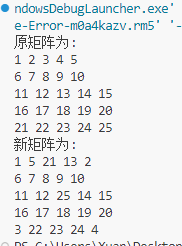 ndowsDebugLauncher.exe'
e-Error-m0a4kazv.rm5' '-
原矩阵为:
1 2 3 4 5
6 7 8 9 10
11 12 13 14 15
16 17 18 19 20
21 22 23 24 25
新矩阵为:
1 5 21 13 2
6 7 8 9 10
11 12 25 14 15
16 17 18 19 20
3 22 23 24 4
PS C:\Users\Xuan\Desktop